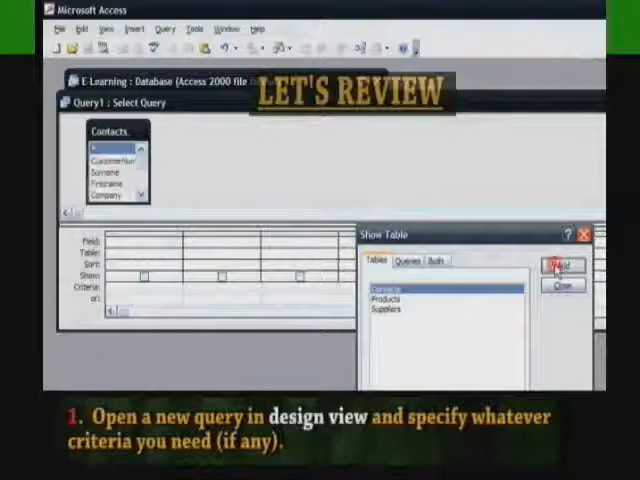 Microsoft Access
File Edit View Insert Query Tools Window Help
E-Learning : Database (Access 2000 file
LET'S REVIEW
Query1 : Select Query
Contacts
*
CustomerNum
Surname
Firstname
Company
Show Table
Field:
Table:
Sort:
Show:
Criteria:
or:
Tables Queries Both
Add
Close
Contacts
Products
Suppliers
1. Open a new query in design view and specify whatever
criteria you need (if any).